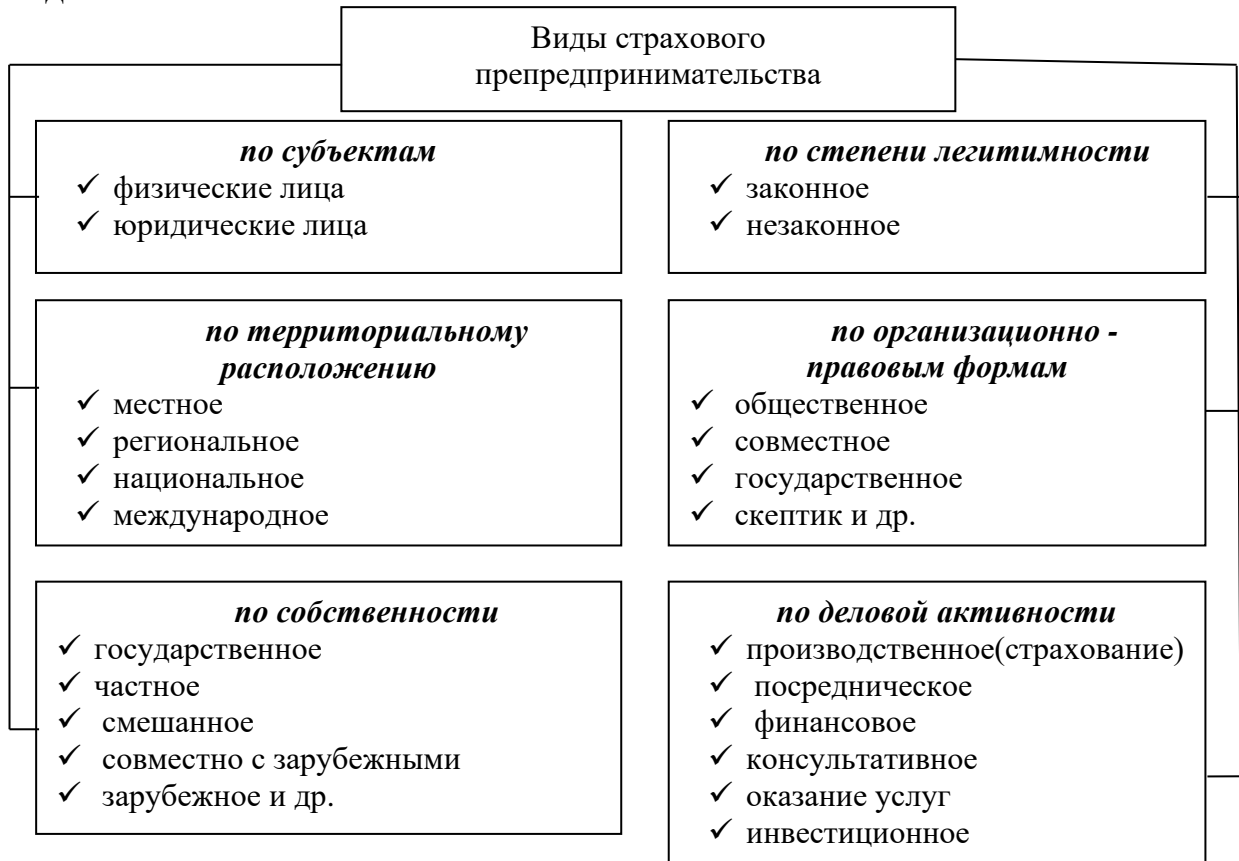 Виды страхового
препредпринимательства
по субъектам
✓ физические лица
✓ юридические лица
по степени легитимности
✓ законное
✓ незаконное
по территориальному
расположению
✓ местное
✓ региональное
✓ национальное
✓ международное
по организационно -
правовым формам
✓ общественное
✓ совместное
✓ государственное
✓ скептик и др.
по собственности
✓ государственное
✓ частное
✓ смешанное
✓ совместно с зарубежными
✓ зарубежное и др.
по деловой активности
✓ производственное(страхование)
✓ посредническое
✓ финансовое
✓ консультативное
✓ оказание услуг
✓ инвестиционное